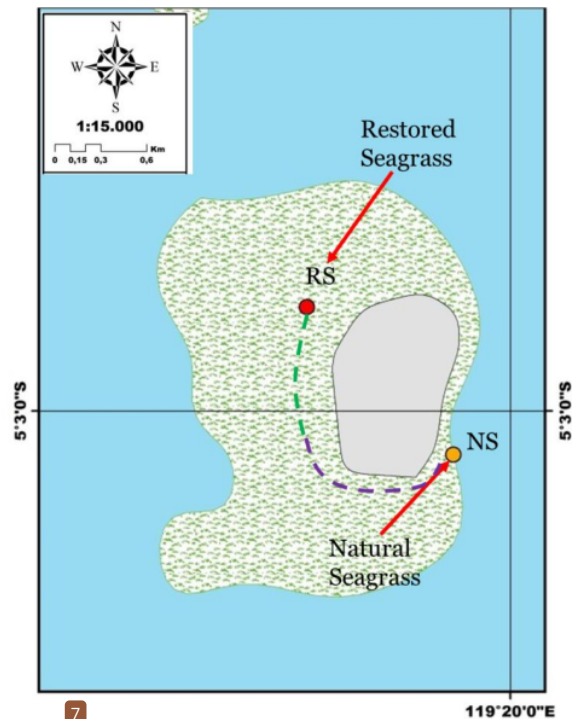 N
W
E
S
1:15.000
Km
0 0,15 0,3 0,6
Restored
Seagrass
RS
5°3'0"S
5°3'0"S
NS
Natural
Seagrass
7
119°20'0"E